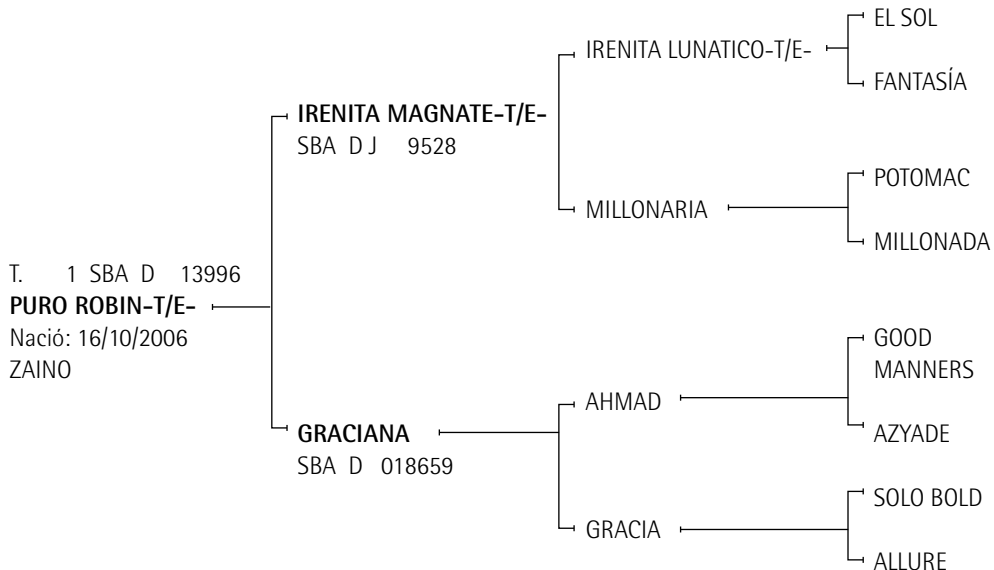 T. 1 SBA D 13996
PURO ROBIN-T/E-
Nació: 16/10/2006
ZAINO
IRENITA MAGNATE-T/E-
SBA D J 9528
GRACIANA
SBA D 018659
IRENITA LUNATICO-T/E-
MILLONARIA
AHMAD
GRACIA
EL SOL
FANTASÍA
POTOMAC
MILLONADA
GOOD
MANNERS
AZYADE
SOLO BOLD
ALLURE